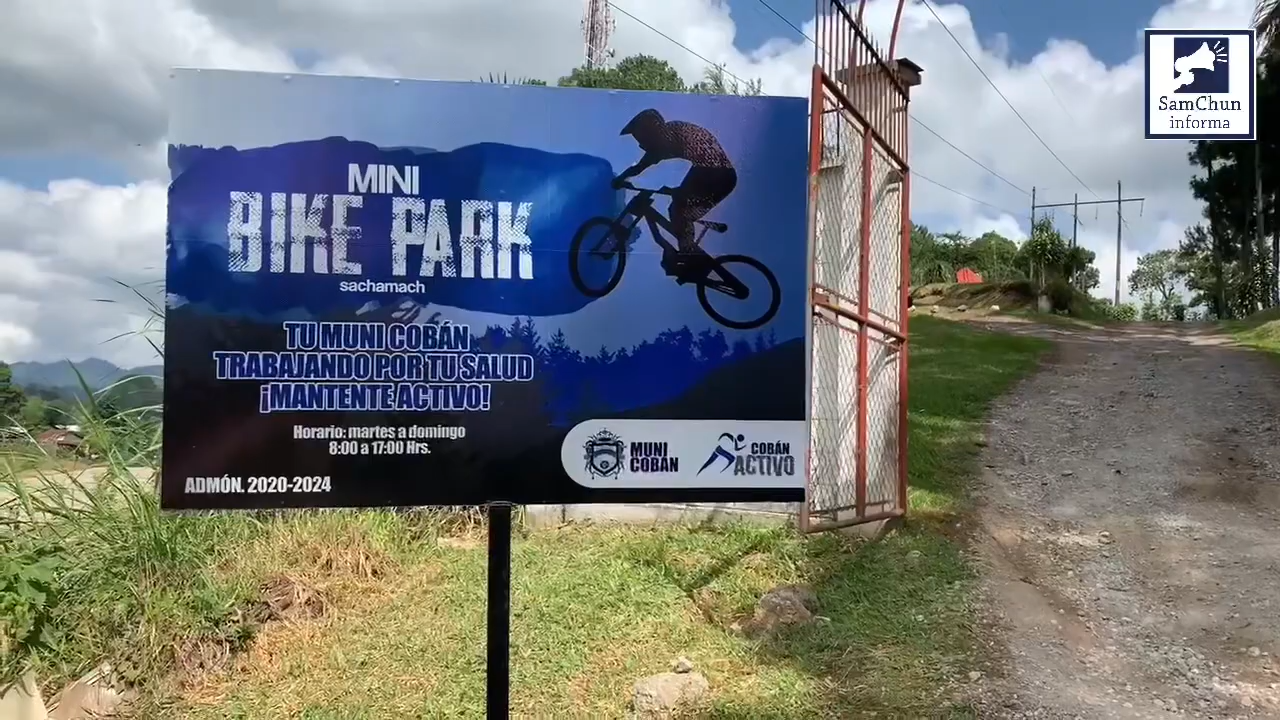 SamChun
informa
MINI
BIKE PARK
sachamach
TU MUNI COBÁN
TRABAJANDO POR TU SALUD
¡MANTENTE ACTIVO!
Horario: martes a domingo
8:00 a 17:00 Hrs.
MUNI
COBÁN
COBÁN
ACTIVO
ADMÓN. 2020-2024